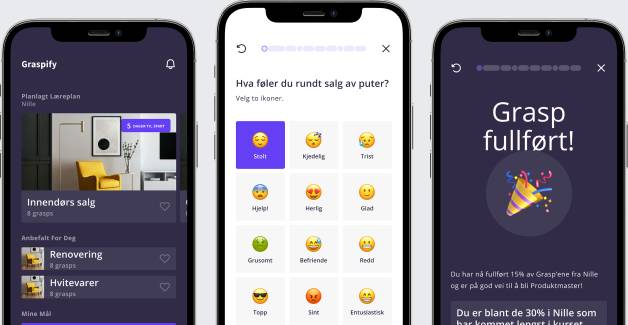 Graspify
Planlagt Læreplan
Nille
5 DAGER TIL START
Innendørs salg
8 grasps
Anbefalt For Deg
Renovering
8 grasps
Hvitevarer
8 grasps
Mine Mål
Hva føler du rundt salg av puter?
Velg to ikoner.
Stolt
Kjedelig
Trist
Hjelp!
Herlig
Glad
Grusomt
Befriende
Redd
Topp
Sint
Entusiastisk
Grasp
fullført!
Du har nå fullført 15% av Grasp'ene fra Nille
og er på god vei til å bli Produktmaster!
Du er blant de 30% i Nille som
har kommet lengst i kurset